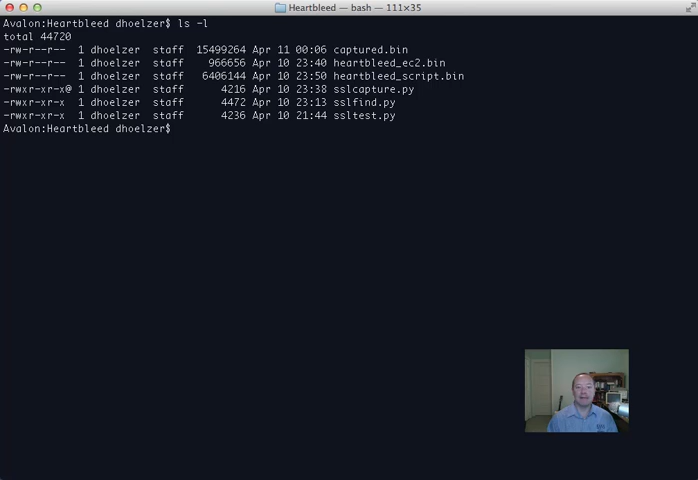 Heartbleed — bash — 111×35
Avalon:Heartbleed dhoelzer$ ls -l
total 44720
-rw-r--r--  1 dhoelzer  staff  15499264 Apr 11 00:06 captured.bin
-rw-r--r--  1 dhoelzer  staff    966656 Apr 10 23:40 heartbleed_ec2.bin
-rw-r--r--  1 dhoelzer  staff   6406144 Apr 10 23:50 heartbleed_script.bin
-rwxr-xr-x@ 1 dhoelzer  staff      4216 Apr 10 23:38 sslcapture.py
-rwxr-xr-x  1 dhoelzer  staff      4472 Apr 10 23:13 sslfind.py
-rwxr-xr-x  1 dhoelzer  staff      4236 Apr 10 21:44 ssltest.py
Avalon:Heartbleed dhoelzer$